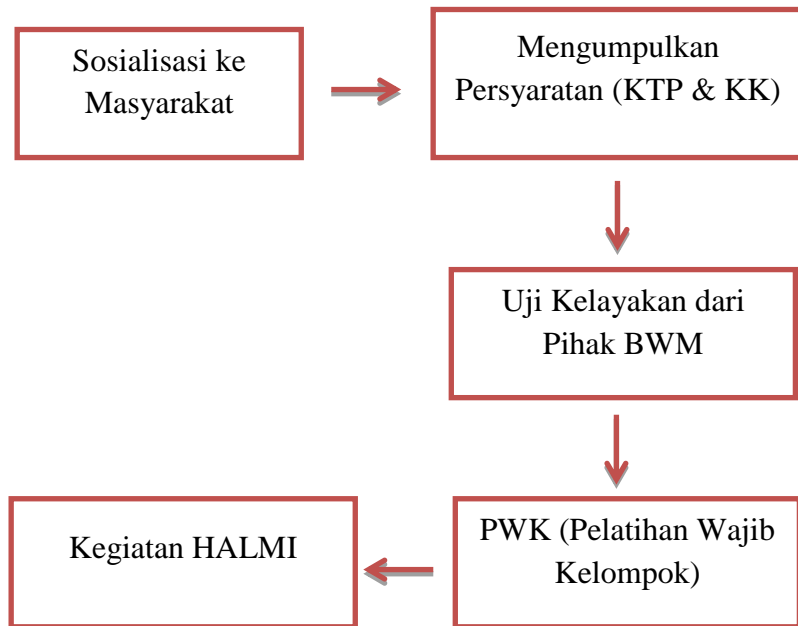 Sosialisasi ke
Masyarakat
Mengumpulkan
Persyaratan (KTP & KK)
Uji Kelayakan dari
Pihak BWM
PWK (Pelatihan Wajib
Kelompok)
Kegiatan HALMI